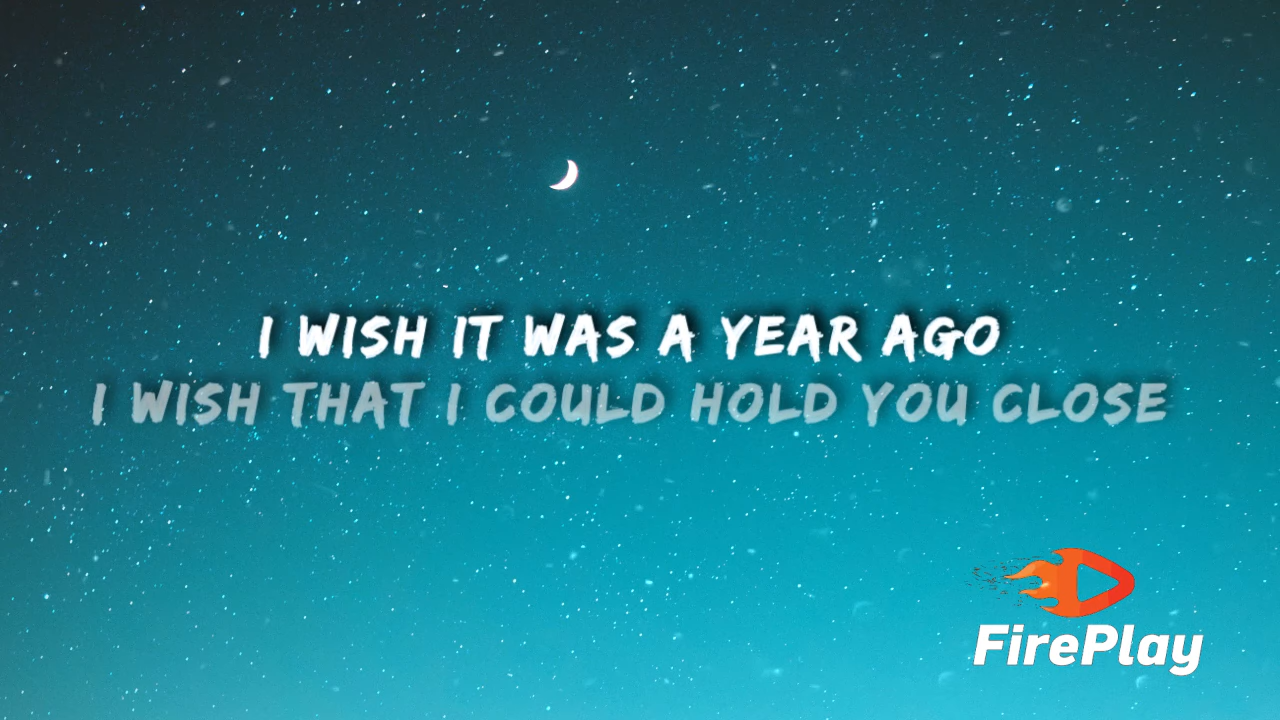 I WISH IT WAS A YEAR AGO
I WISH THAT I COULD HOLD YOU CLOSE
FirePlay